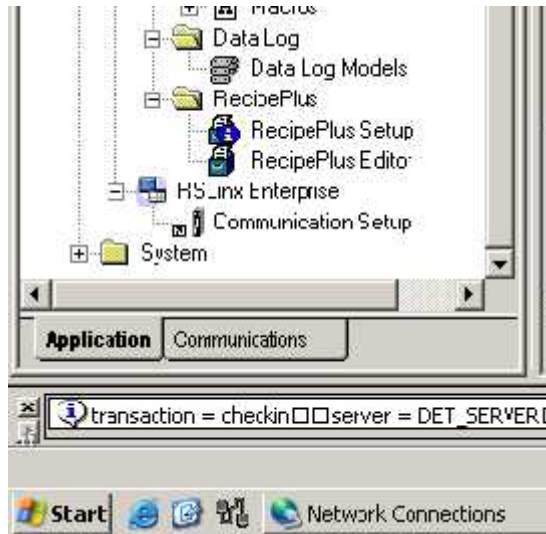 Macros
Data Log
Data Log Models
RecipePlus
RecipePlus Setup
RecipePlus Editor
RSLinx Enterprise
Communication Setup
System
Application Communications
transaction = checkin□□server = DET_SERVER(
Start Network Connections